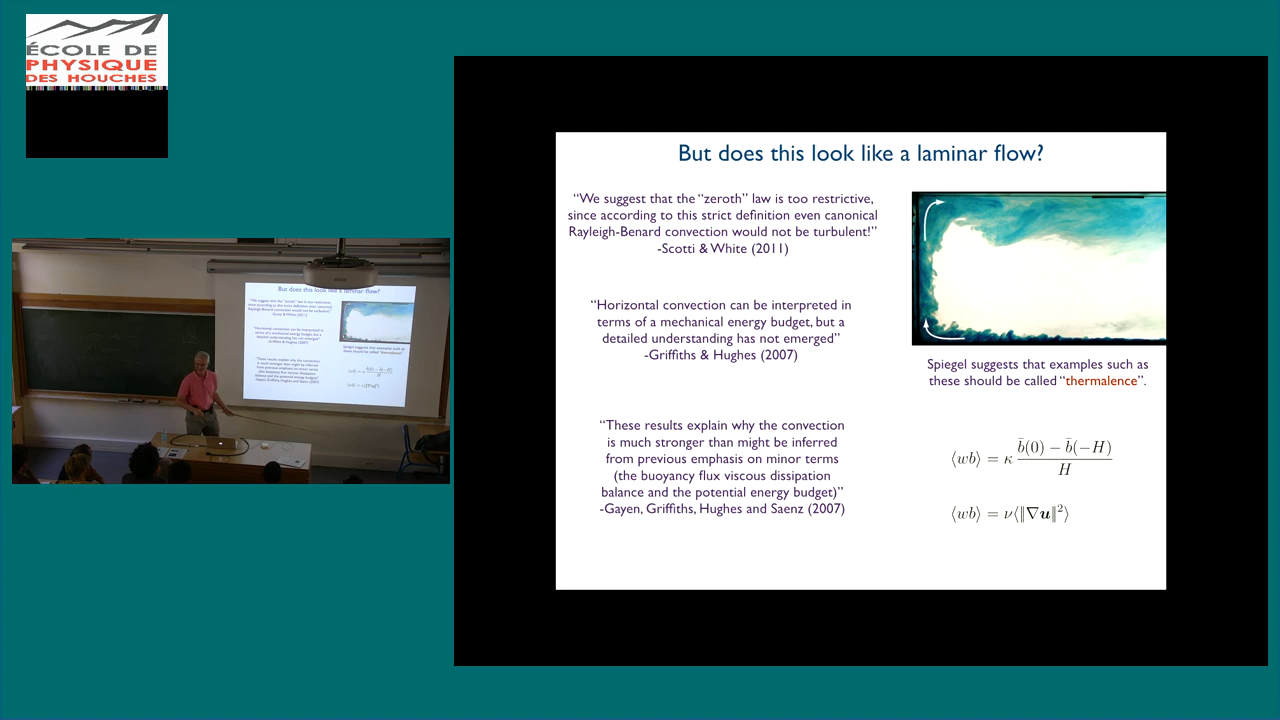 ÉCOLE DE
PHYSIQUE
DES HOUCHES
But does this look like a laminar flow?
“We suggest that the “zeroth” law is too restrictive,
since according to this strict definition even canonical
Rayleigh-Benard convection would not be turbulent!”
-Scotti & White (2011)
“Horizontal convection can be interpreted in
terms of a mechanical energy budget, but a
detailed understanding has not emerged”
-Griffiths & Hughes (2007)
“These results explain why the convection
is much stronger than might be inferred
from previous emphasis on minor terms
(the buoyancy flux viscous dissipation
balance and the potential energy budget)”
-Gayen, Griffiths, Hughes and Saenz (2007)
Spiegel suggests that examples such as
these should be called “thermalence”.
⟨wb⟩ = κ (b̄(0) − b̄(−H)) / H
⟨wb⟩ = ν⟨‖∇u‖²⟩